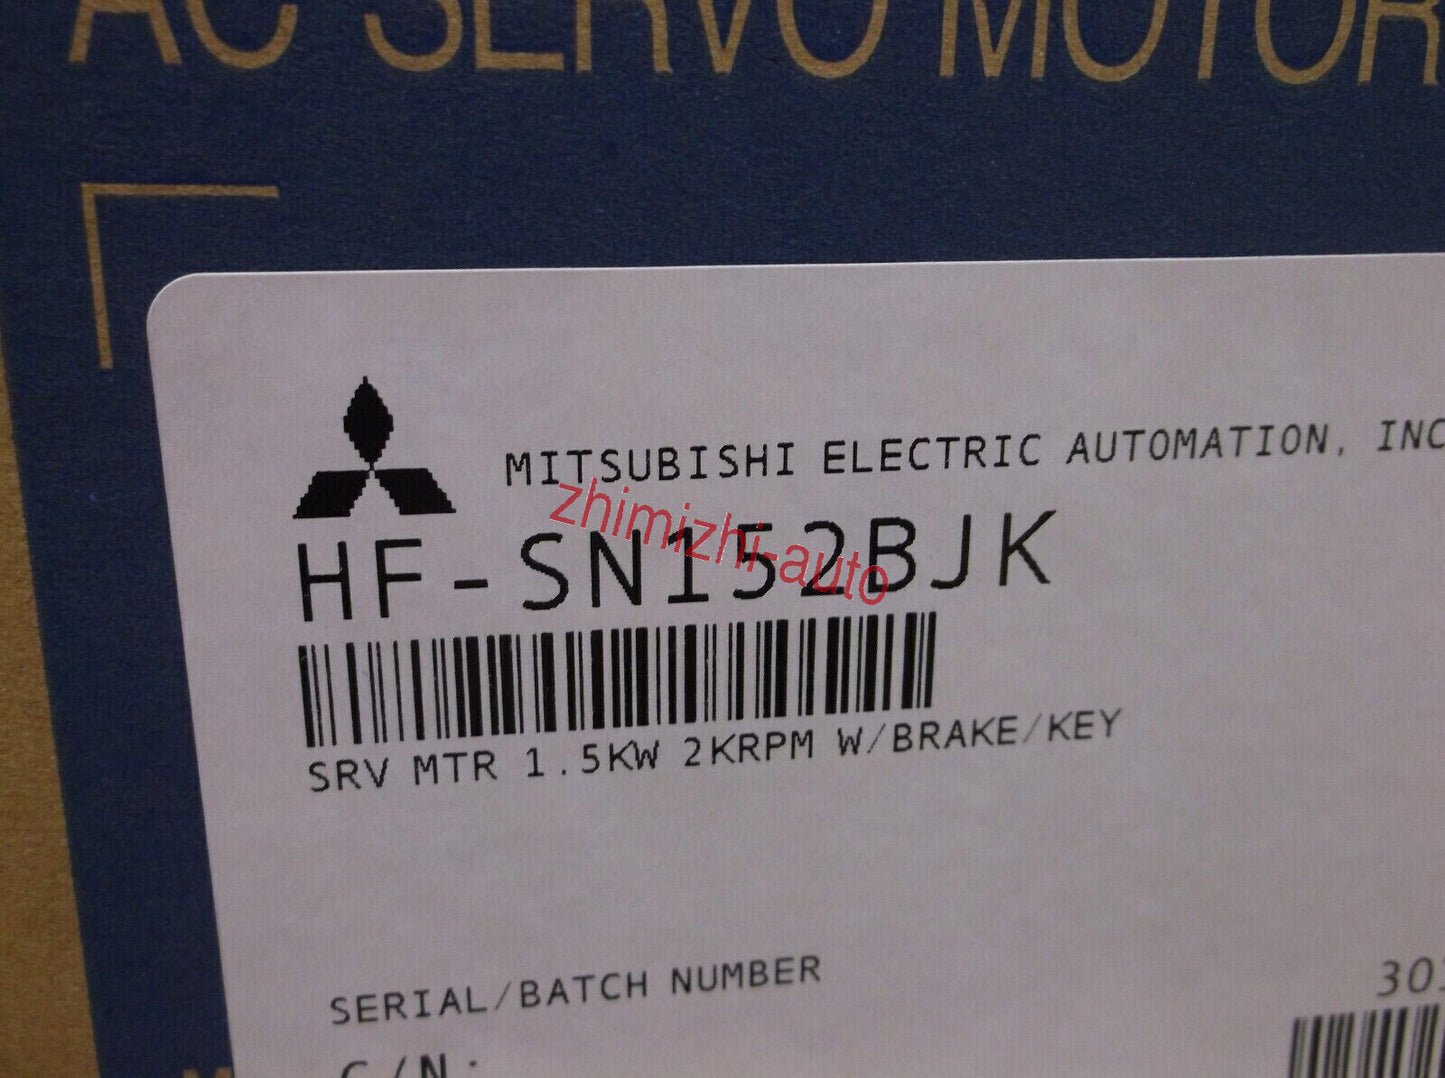 AC SERVO MOTOR
MITSUBISHI ELECTRIC AUTOMATION, INC
zhimizhi-auto
HF-SN152BJK
SRV MTR 1.5KW 2KRPM W/BRAKE/KEY
SERIAL/BATCH NUMBER
301
C/N: